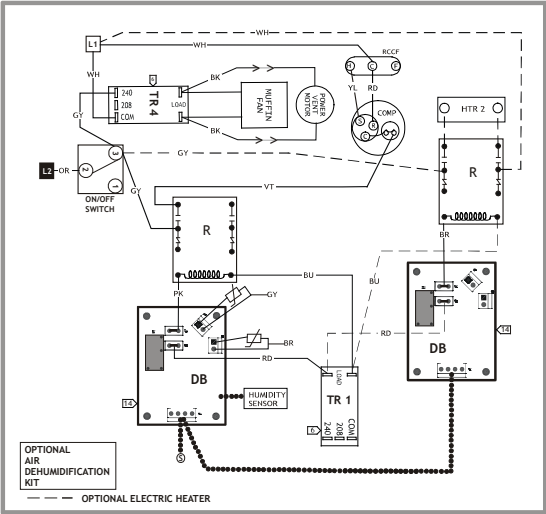 WH
L1
WH
RCCF
H
C
F
WH
BK
YL
RD
6
240
208
COM
TR 4
LOAD
MUFFIN
FAN
POWER
VENT
MOTOR
COMP
S
R
C
HTR 2
GY
BK
3
GY
L2
OR
2
R
1
VT
GY
ON/OFF
SWITCH
R
BR
BU
BU
PK
GY
RD
BR
DB
14
RD
DB
LOAD
TR 1
14
HUMIDITY
SENSOR
6
240
208
COM
S
OPTIONAL
AIR
DEHUMIDIFICATION
KIT
OPTIONAL ELECTRIC HEATER